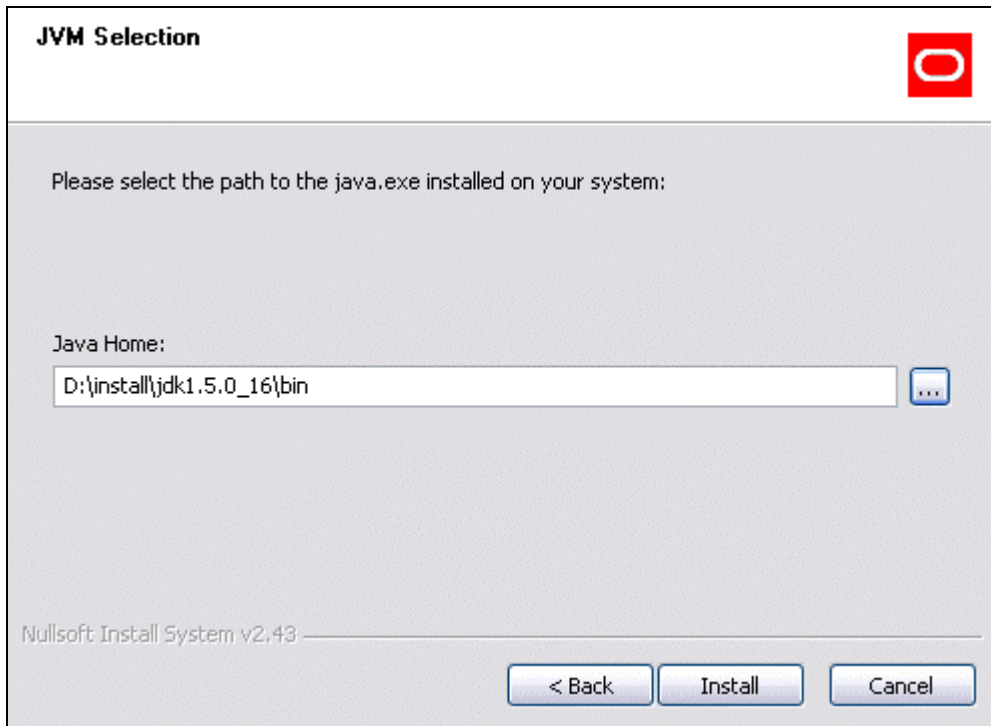 JVM Selection
Please select the path to the java.exe installed on your system:
Java Home:
D:\install\jdk1.5.0_16\bin
...
Nullsoft Install System v2.43
< Back Install Cancel